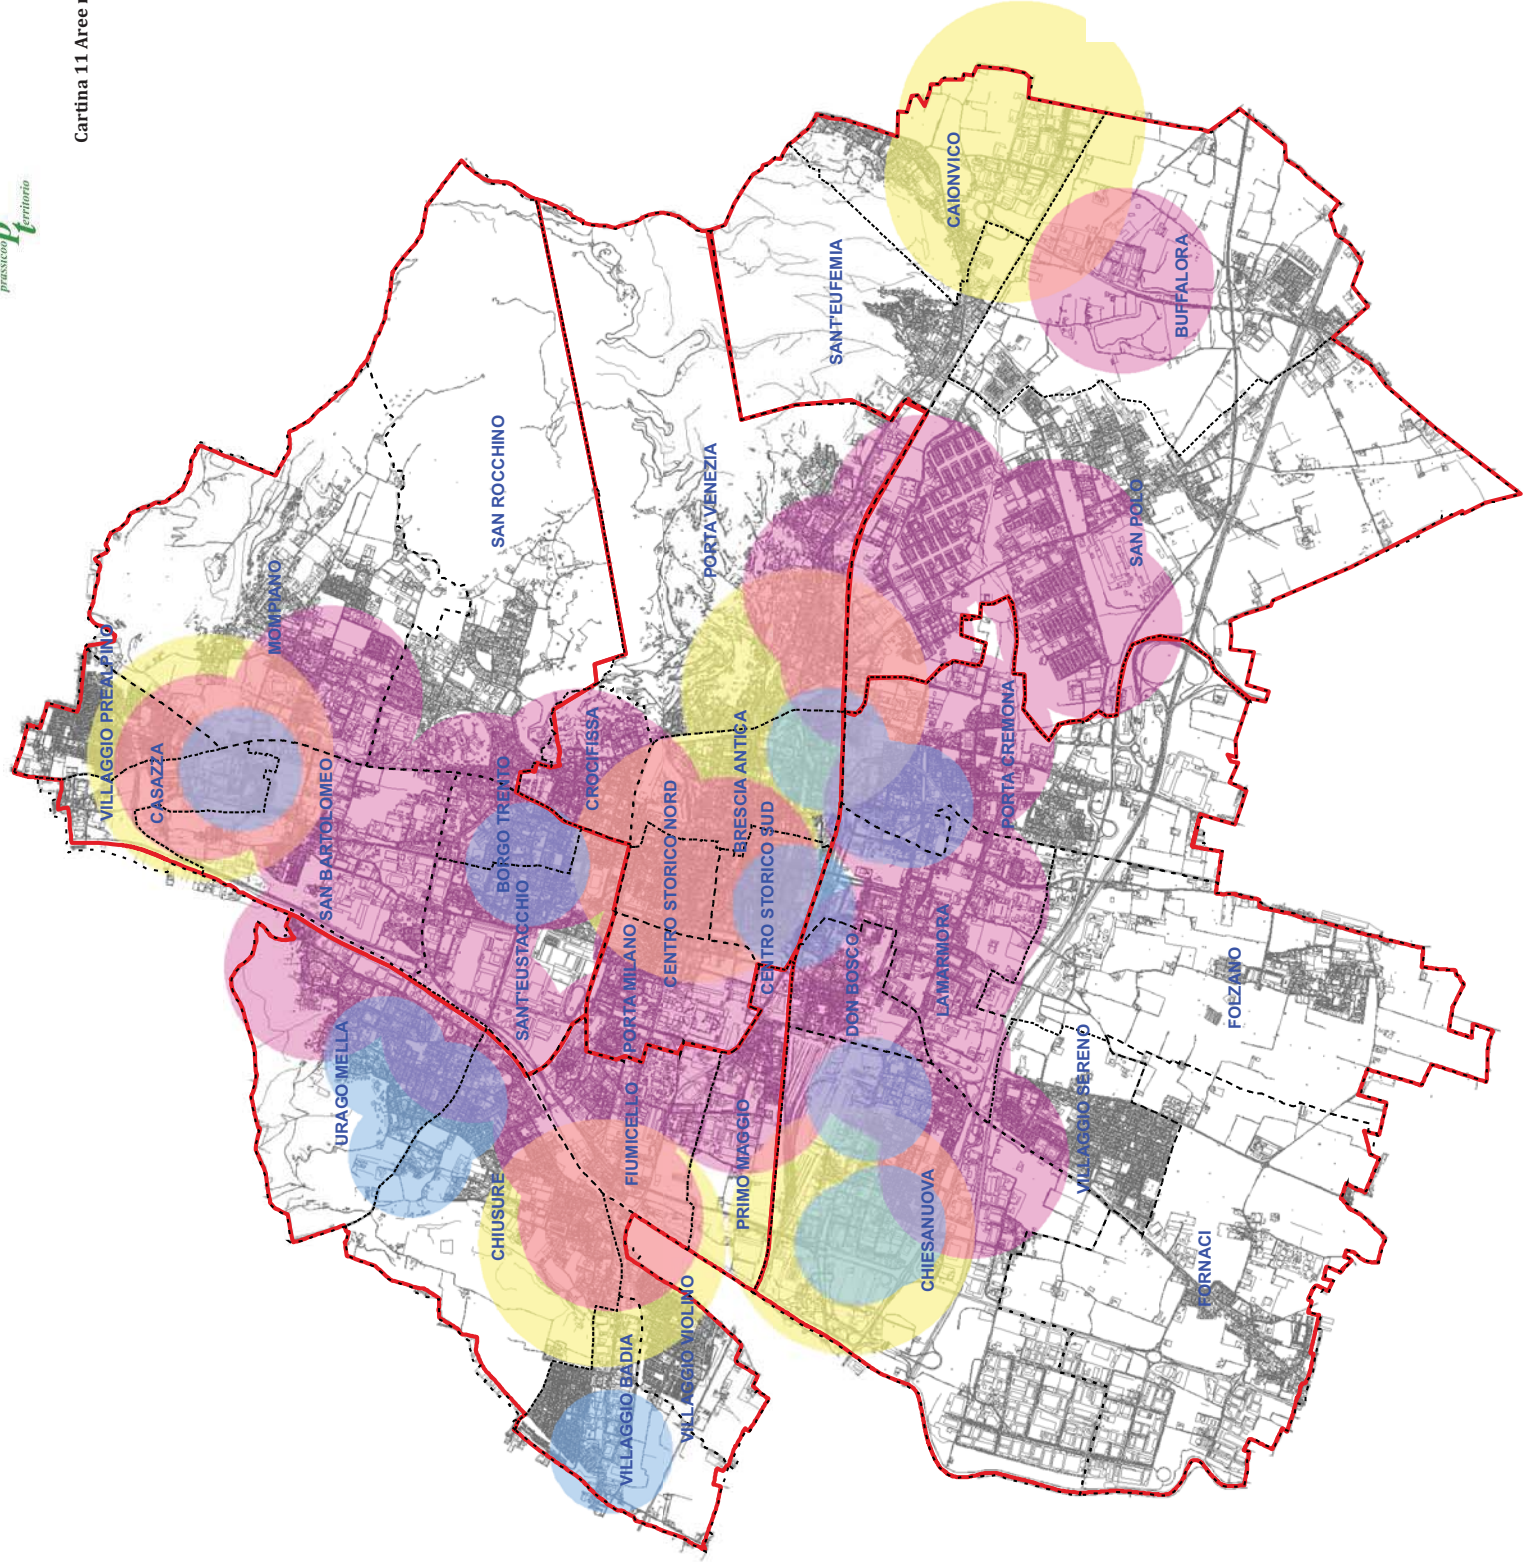 prassicoop
territorio
Cartina 11 Aree
VILLAGGIO PREALPINO
CASAZZA
MOMPIANO
SAN BARTOLOMEO
SAN ROCCHINO
BORGO TRENTO
CROCIFISSA
SANT'EUSTACCHIO
URAGO MELLA
CHIUSURE
FIUMICELLO
PORTA MILANO
CENTRO STORICO NORD
BRESCIA ANTICA
CENTRO STORICO SUD
PORTA VENEZIA
SANT'EUFEMIA
CAIONVICO
BUFFALORA
SAN POLO
PORTA CREMONA
LAMARMORA
DON BOSCO
PRIMO MAGGIO
CHIESANUOVA
VILLAGGIO BADIA
VILLAGGIO VIOLINO
VILLAGGIO SERENO
FOLZANO
FORNACI